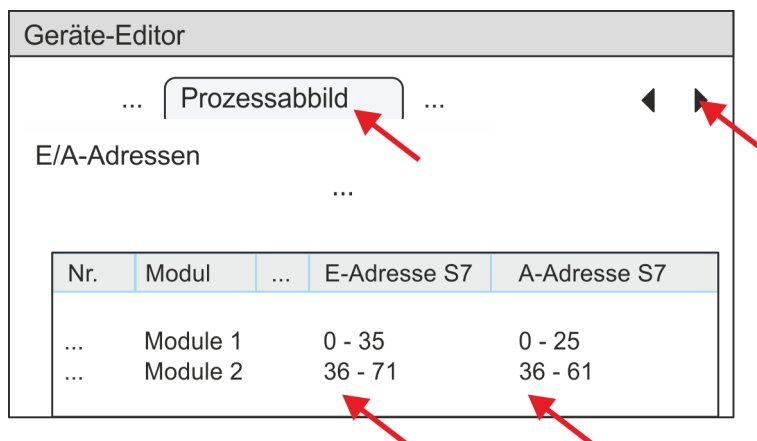 Geräte-Editor
... Prozessabbild ...
E/A-Adressen
...
Nr. Modul ... E-Adresse S7 A-Adresse S7
... Module 1 0 - 35 0 - 25
... Module 2 36 - 71 36 - 61